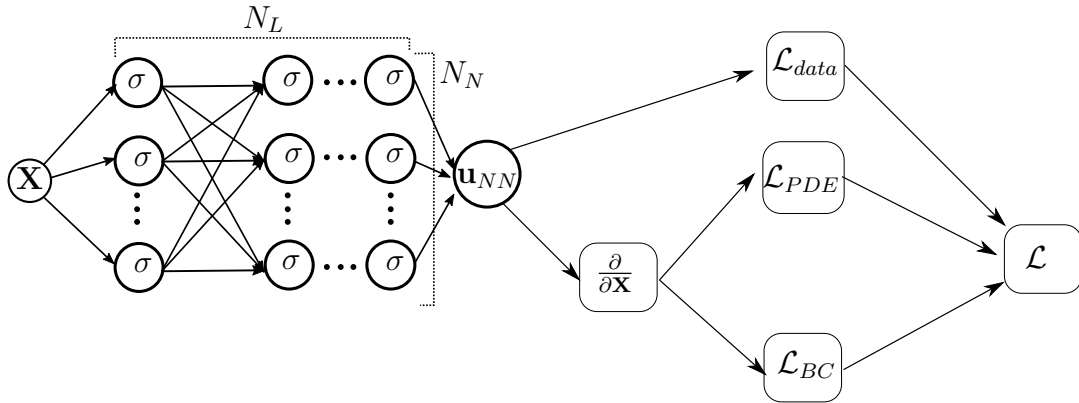 N_L
σ σ ... σ
N_N
L_data
X
σ σ ... σ
u_NN
L_PDE
σ σ ... σ
∂/∂X
L
L_BC